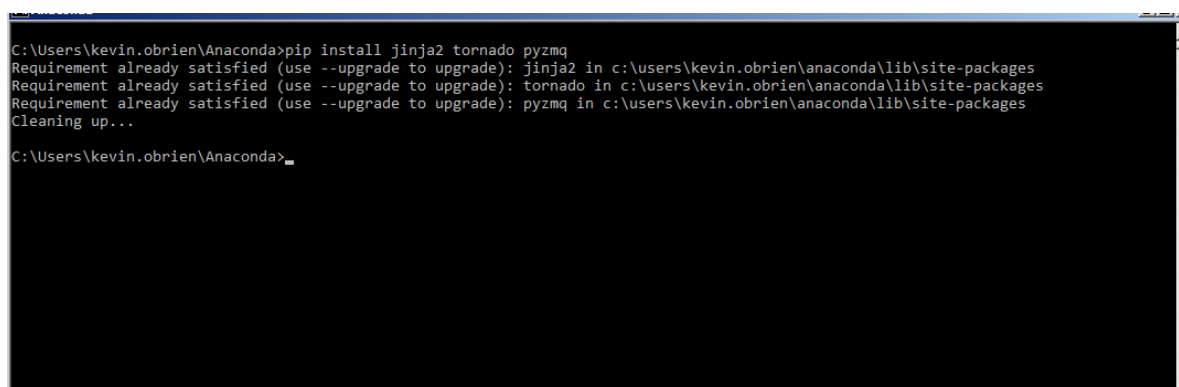 C:\Users\kevin.obrien\Anaconda>pip install jinja2 tornado pyzmq
Requirement already satisfied (use --upgrade to upgrade): jinja2 in c:\users\kevin.obrien\anaconda\lib\site-packages
Requirement already satisfied (use --upgrade to upgrade): tornado in c:\users\kevin.obrien\anaconda\lib\site-packages
Requirement already satisfied (use --upgrade to upgrade): pyzmq in c:\users\kevin.obrien\anaconda\lib\site-packages
Cleaning up...
C:\Users\kevin.obrien\Anaconda>